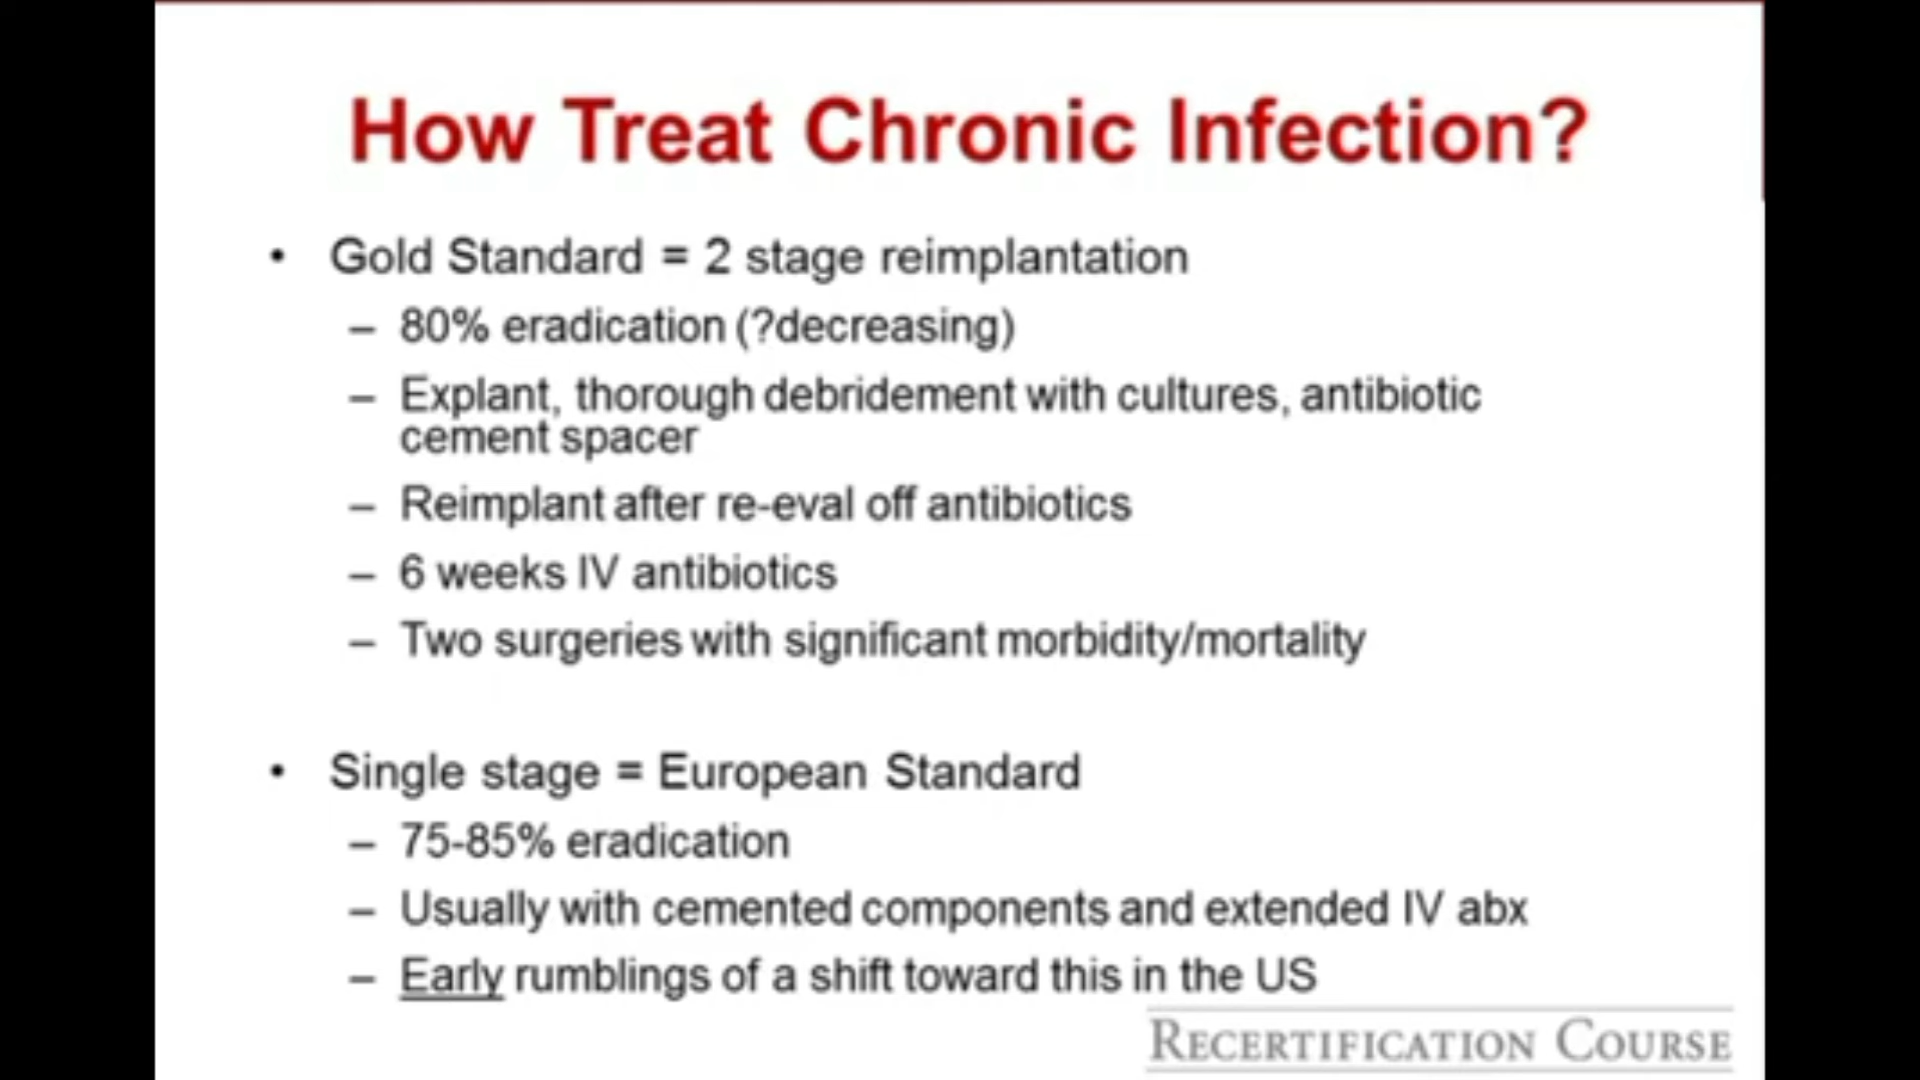 How Treat Chronic Infection?
• Gold Standard = 2 stage reimplantation
– 80% eradication (?decreasing)
– Explant, thorough debridement with cultures, antibiotic
cement spacer
– Reimplant after re-eval off antibiotics
– 6 weeks IV antibiotics
– Two surgeries with significant morbidity/mortality
• Single stage = European Standard
– 75-85% eradication
– Usually with cemented components and extended IV abx
– Early rumblings of a shift toward this in the US
RECERTIFICATION COURSE